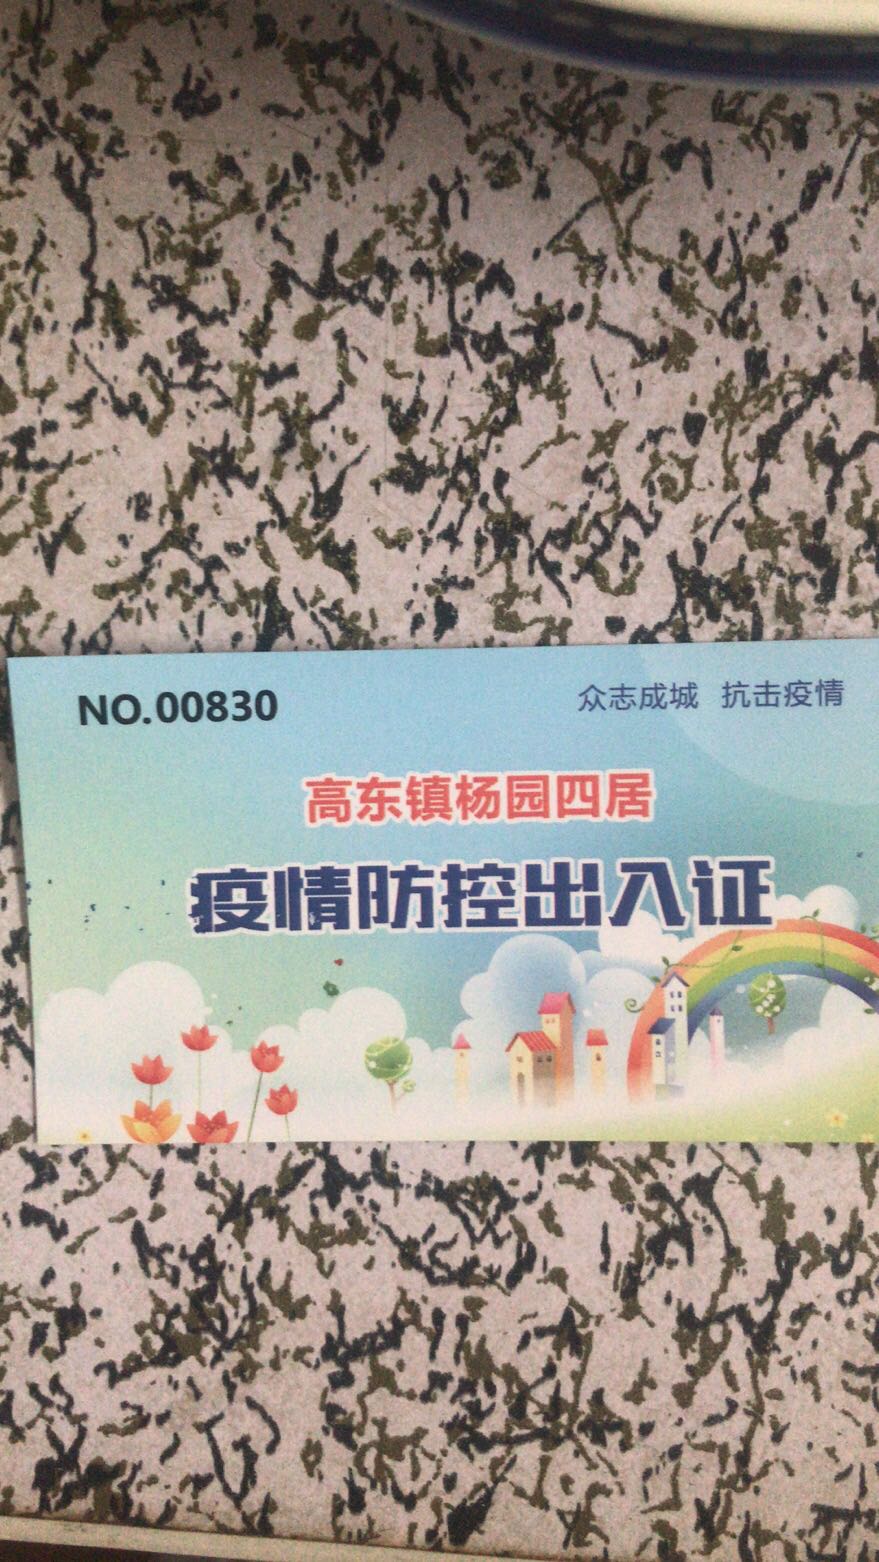 NO.00830
众志成城 抗击疫情
高东镇杨园四居
疫情防控出入证